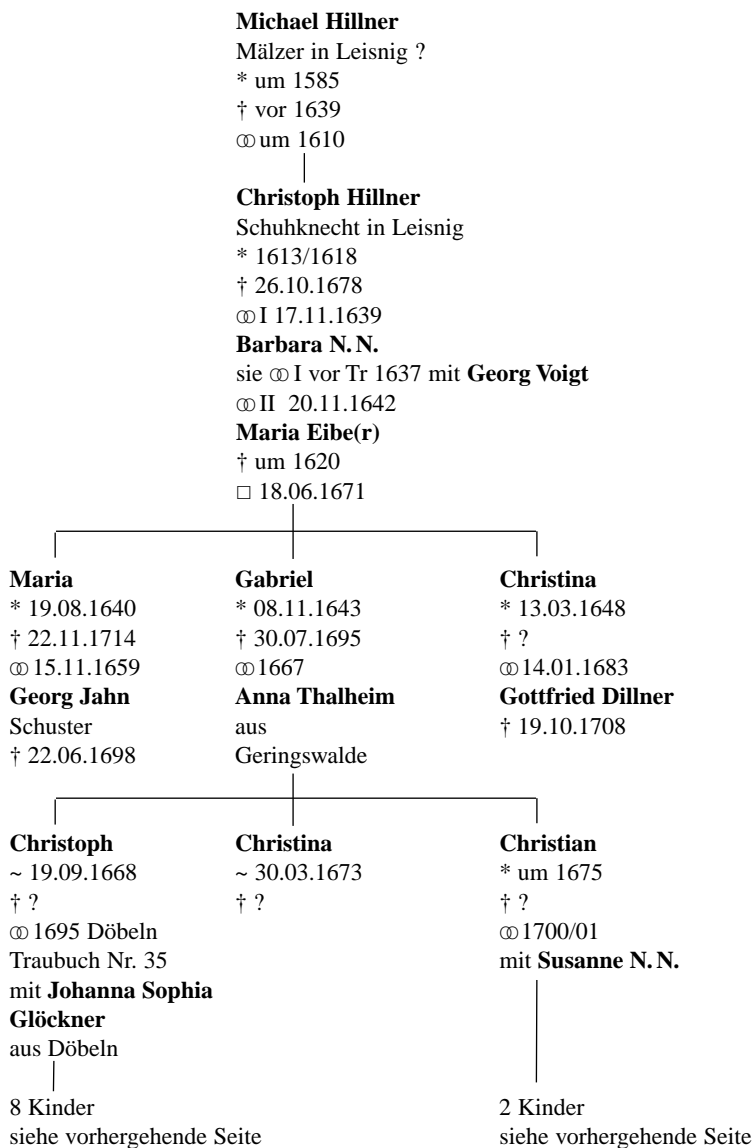 Michael Hillner
Mälzer in Leisnig ?
* um 1585
† vor 1639
⚭ um 1610
Christoph Hillner
Schuhknecht in Leisnig
* 1613/1618
† 26.10.1678
⚭ I 17.11.1639
Barbara N. N.
sie ⚭ I vor Tr 1637 mit Georg Voigt
⚭ II 20.11.1642
Maria Eibe(r)
† um 1620
□ 18.06.1671
Maria
* 19.08.1640
† 22.11.1714
⚭ 15.11.1659
Georg Jahn
Schuster
† 22.06.1698
Gabriel
* 08.11.1643
† 30.07.1695
⚭ 1667
Anna Thalheim
aus
Geringswalde
Christina
* 13.03.1648
† ?
⚭ 14.01.1683
Gottfried Dillner
† 19.10.1708
Christoph
~ 19.09.1668
† ?
⚭ 1695 Döbeln
Traubuch Nr. 35
mit Johanna Sophia
Glöckner
aus Döbeln
8 Kinder
siehe vorhergehende Seite
Christina
~ 30.03.1673
† ?
Christian
* um 1675
† ?
⚭ 1700/01
mit Susanne N. N.
2 Kinder
siehe vorhergehende Seite